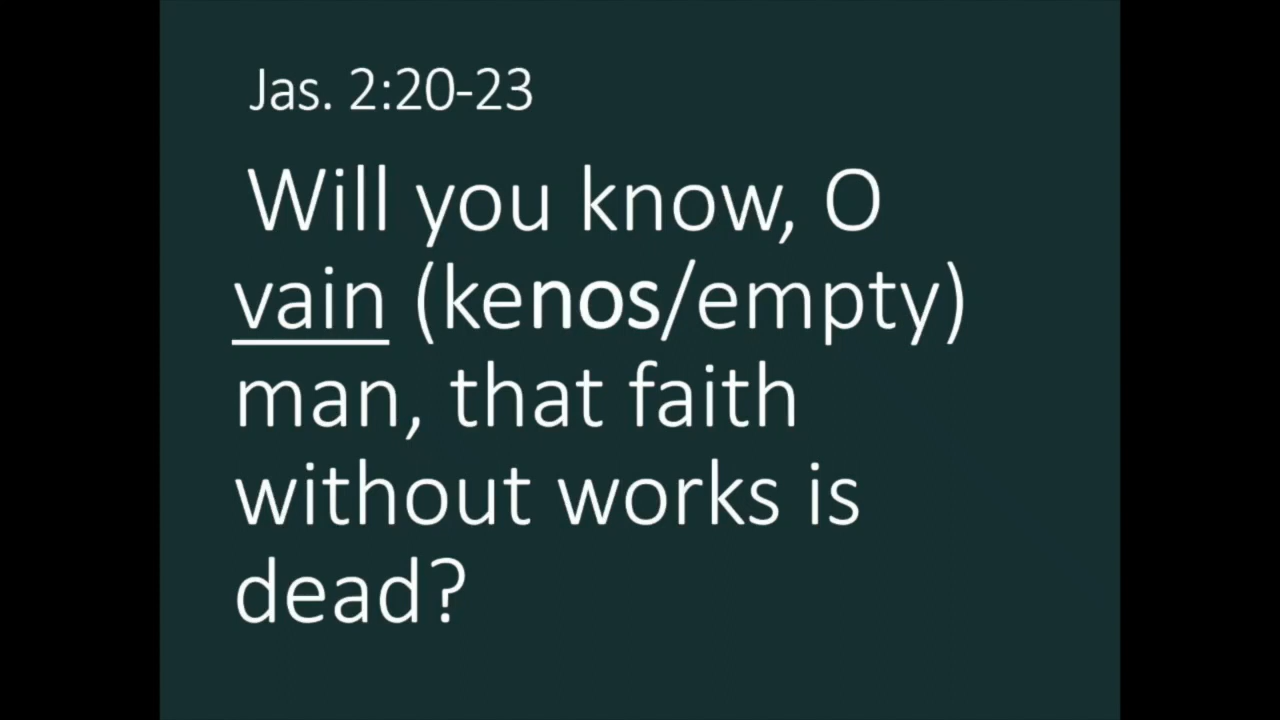 Jas. 2:20-23
Will you know, O
vain (kenos/empty)
man, that faith
without works is
dead?